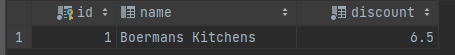 id name discount
1 1 Boermans Kitchens 6.5